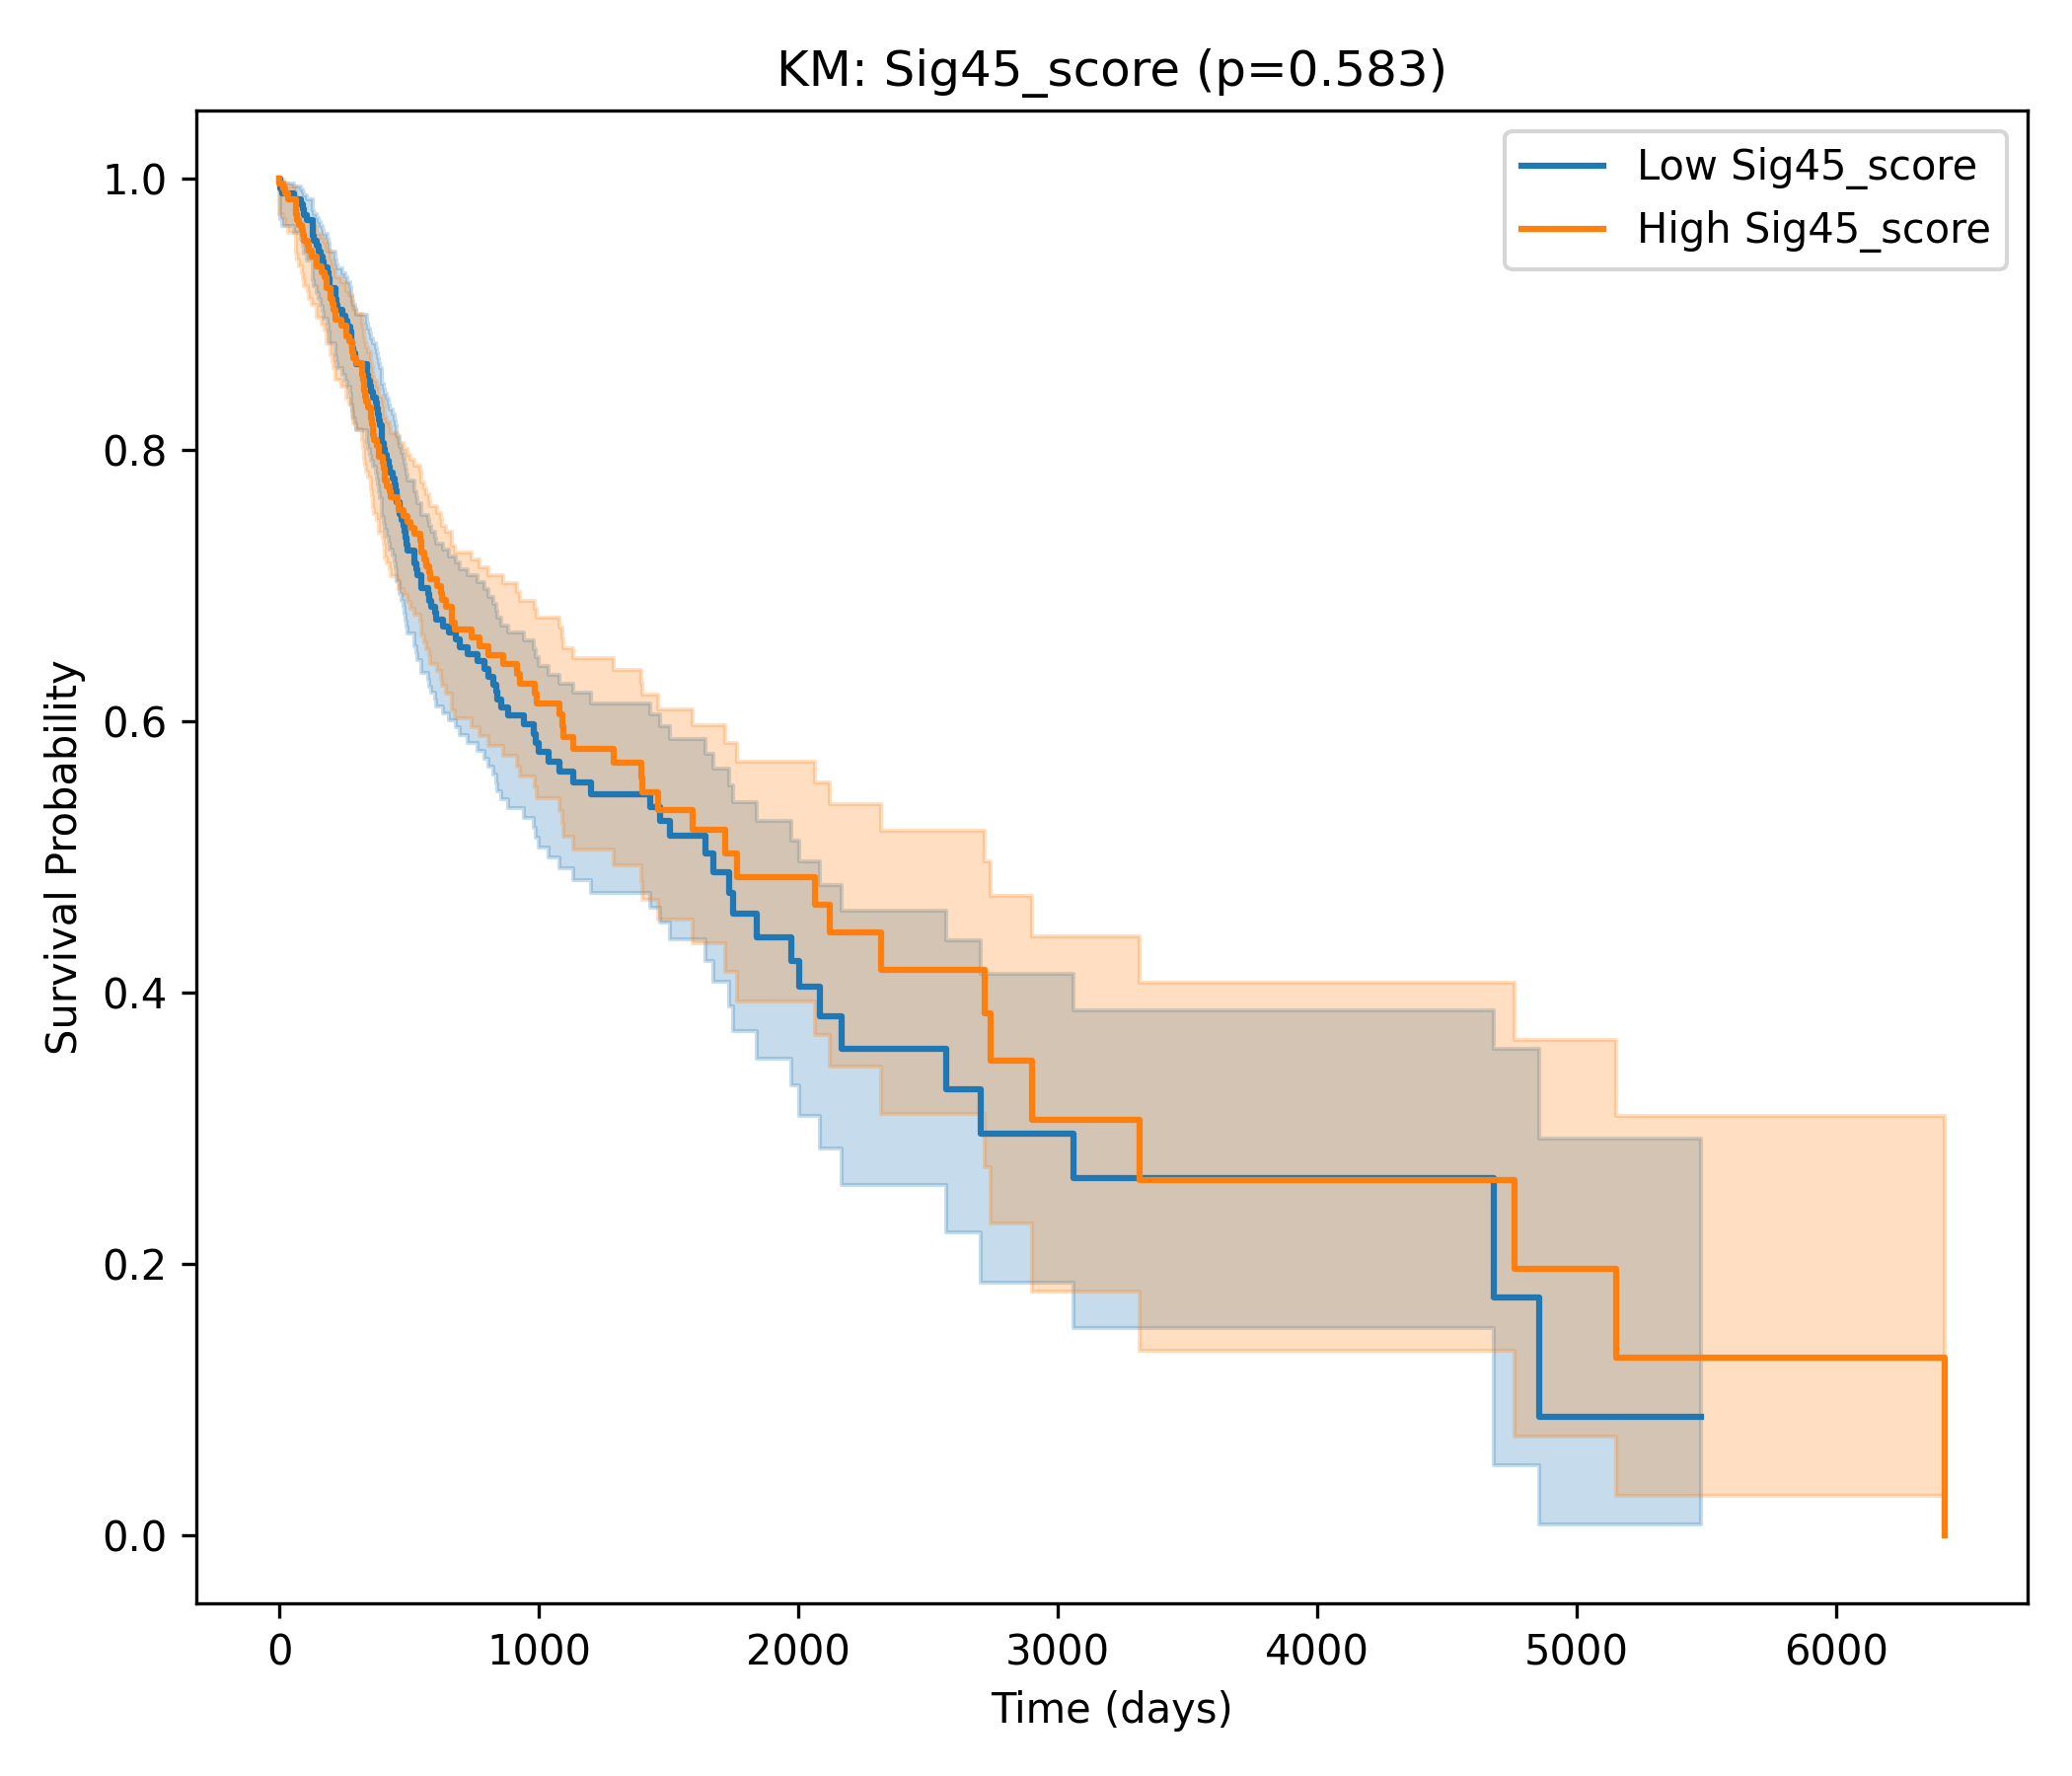 KM: Sig45_score (p=0.583)
Low Sig45_score
High Sig45_score
Survival Probability
1.0
0.8
0.6
0.4
0.2
0.0
0 1000 2000 3000 4000 5000 6000
Time (days)